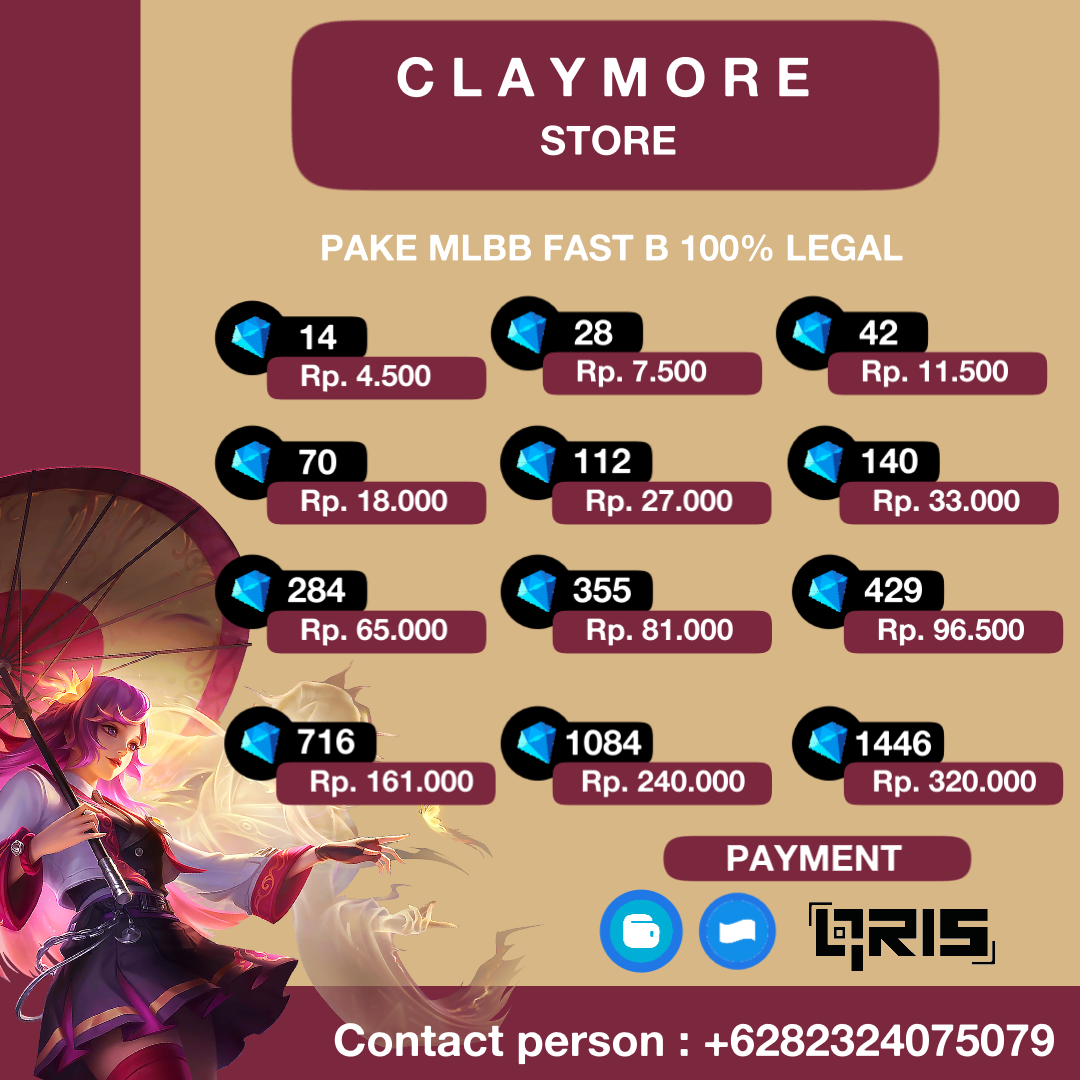 CLAYMORE
STORE
PAKE MLBB FAST B 100% LEGAL
14
Rp. 4.500
28
Rp. 7.500
42
Rp. 11.500
70
Rp. 18.000
112
Rp. 27.000
140
Rp. 33.000
284
Rp. 65.000
355
Rp. 81.000
429
Rp. 96.500
716
Rp. 161.000
1084
Rp. 240.000
1446
Rp. 320.000
PAYMENT
QRIS
Contact person : +6282324075079